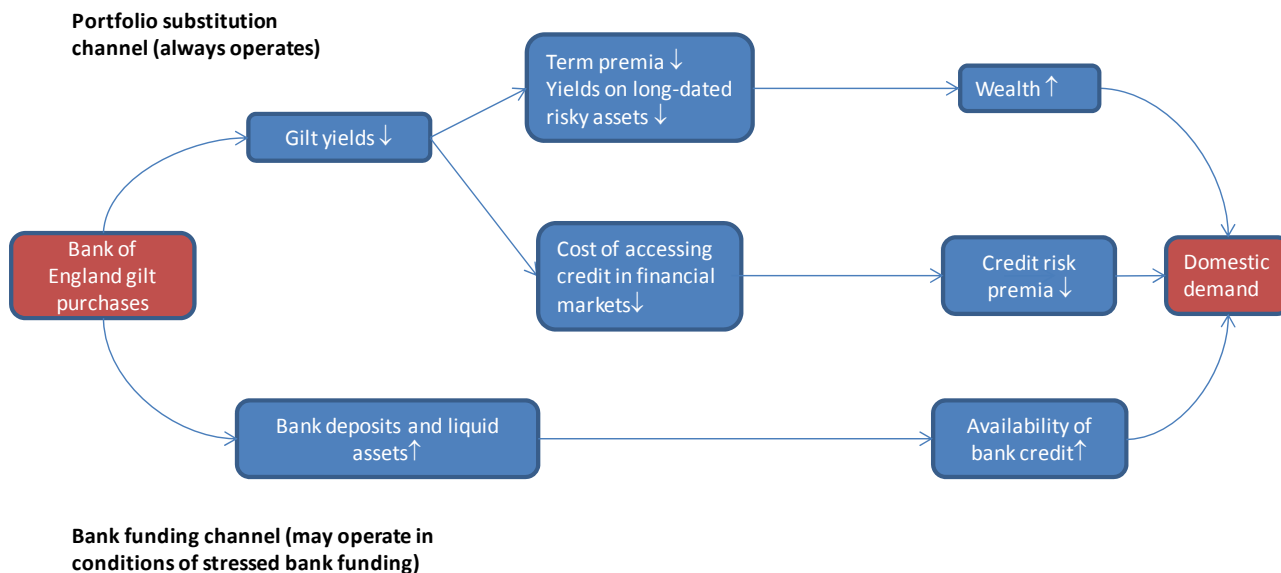 Portfolio substitution
channel (always operates)
Term premia ↓
Yields on long-dated
risky assets ↓
Wealth ↑
Gilt yields ↓
Bank of
England gilt
purchases
Cost of accessing
credit in financial
markets↓
Credit risk
premia ↓
Domestic
demand
Bank deposits and liquid
assets↑
Availability of
bank credit↑
Bank funding channel (may operate in
conditions of stressed bank funding)